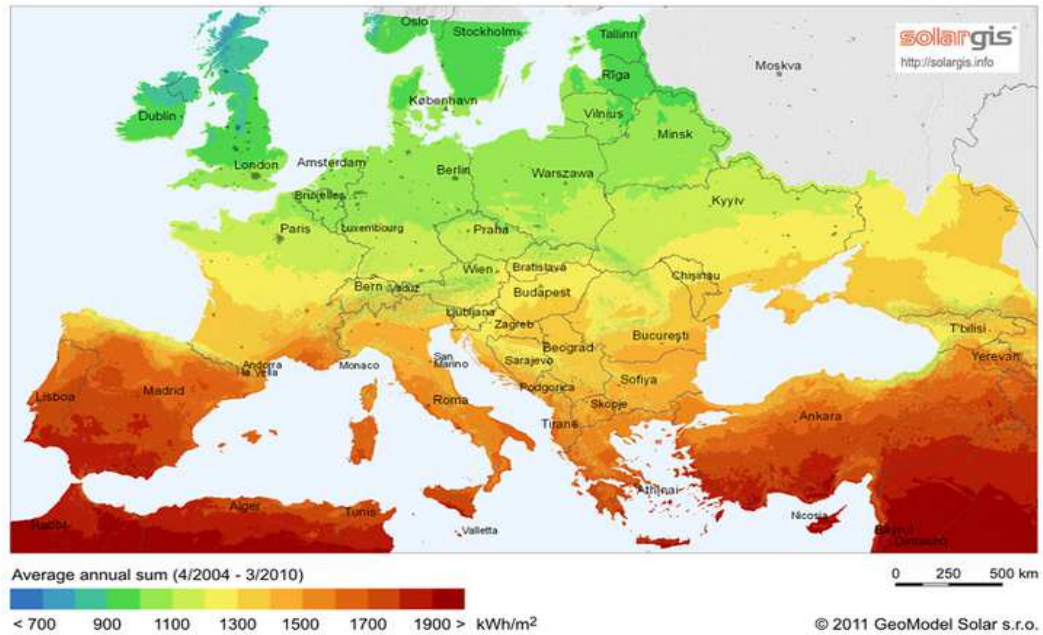 Oslo
Stockholm
Tallinn
solargis
http://solargis.info
Moskva
Rīga
København
Dublin
Vilnius
Minsk
London
Amsterdam
Berlin
Warszawa
Bruxelles
Kyyiv
Paris
Luxembourg
Praha
Wien
Bratislava
Chişinău
Bern
Vaduz
Budapest
Ljubljana
Zagreb
Bucureşti
T'bilisi
Beograd
San
Marino
Sarajevo
Yerevan
Andorra
la Vella
Monaco
Podgorica
Sofiya
Madrid
Lisboa
Roma
Skopje
Ankara
Tiranë
Athínai
Alger
Tunis
Nicosia
Rabat
Valletta
Bayrut
Dimashq
Average annual sum (4/2004 - 3/2010)
0 250 500 km
< 700 900 1100 1300 1500 1700 1900 > kWh/m2
© 2011 GeoModel Solar s.r.o.